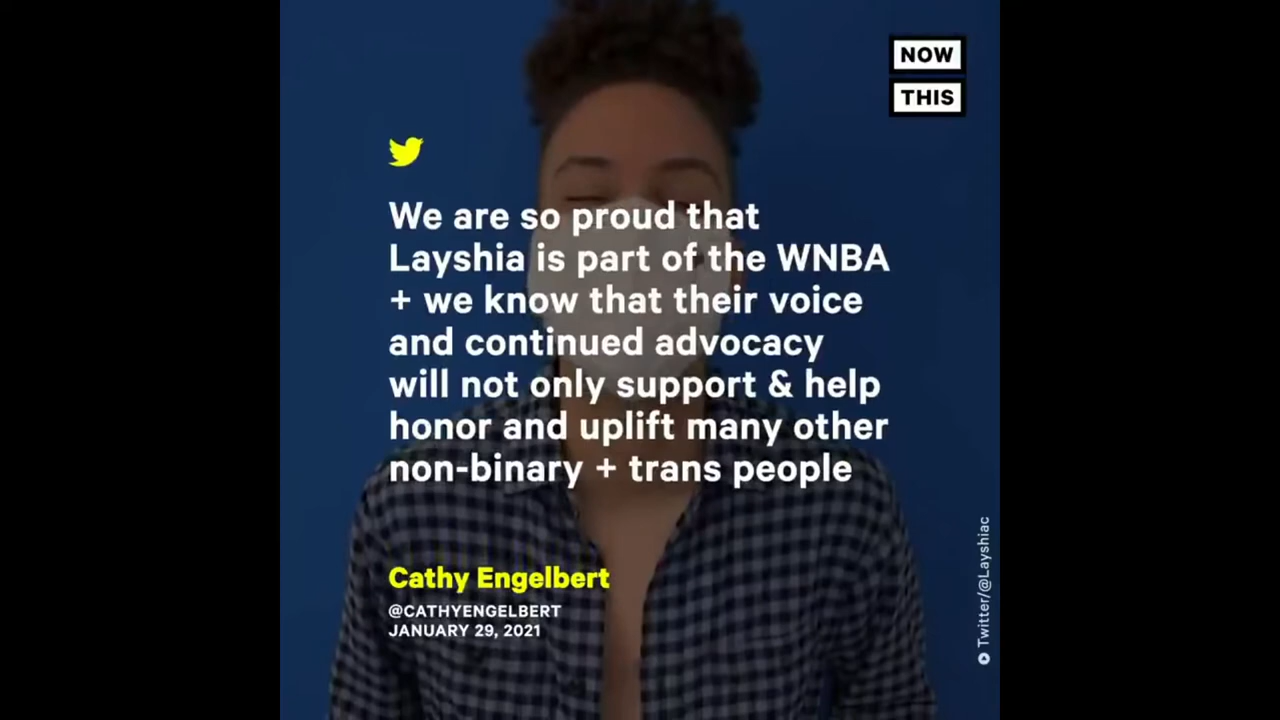 NOW
THIS
We are so proud that
Layshia is part of the WNBA
+ we know that their voice
and continued advocacy
will not only support & help
honor and uplift many other
non-binary + trans people
Cathy Engelbert
@CATHYENGELBERT
JANUARY 29, 2021
Twitter/@Layshiac